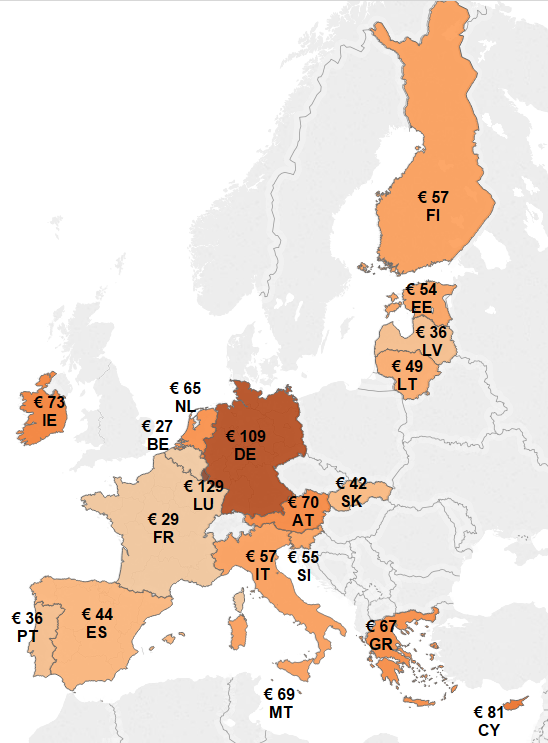 € 57
FI
€ 54
EE
€ 36
LV
€ 49
LT
€ 65
NL
€ 73
IE
€ 27
BE
€ 109
DE
€ 129
LU
€ 42
SK
€ 70
AT
€ 29
FR
€ 57
IT
€ 55
SI
€ 36
PT
€ 44
ES
€ 67
GR
€ 69
MT
€ 81
CY